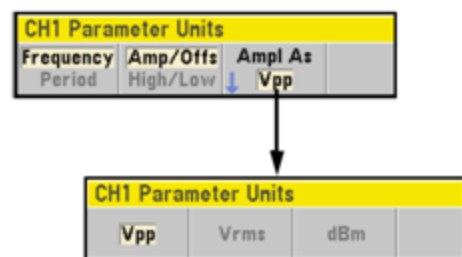 CH1 Parameter Units
Frequency Amp/Offs Ampl As
Period High/Low Vpp
CH1 Parameter Units
Vpp Vrms dBm